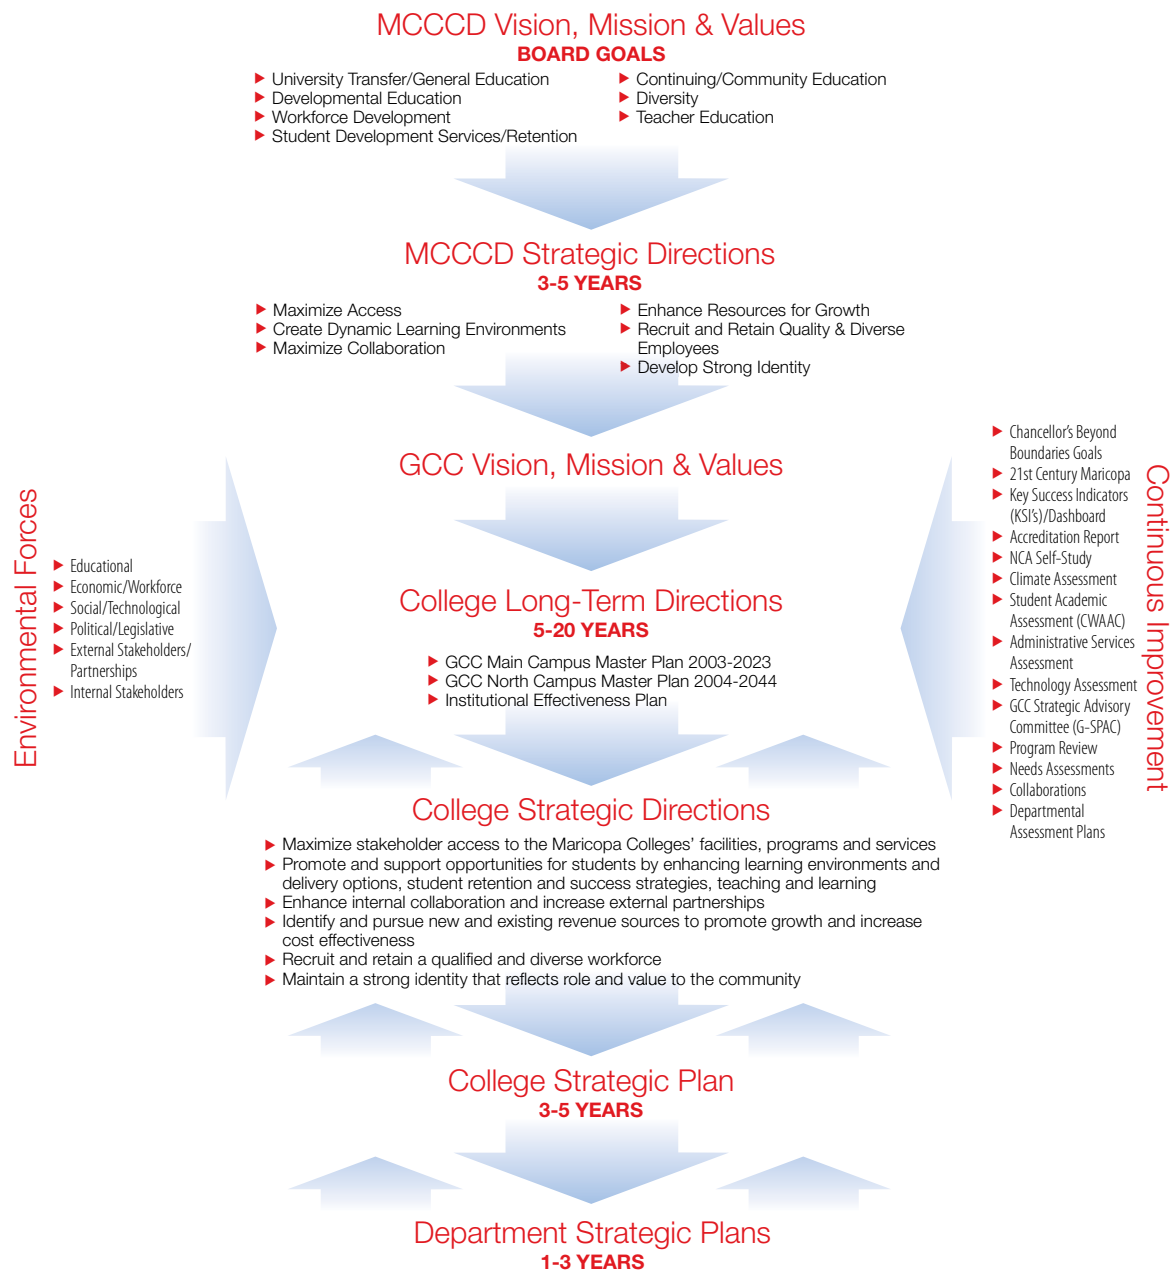 MCCCD Vision, Mission & Values
BOARD GOALS
University Transfer/General Education
Developmental Education
Workforce Development
Student Development Services/Retention
Continuing/Community Education
Diversity
Teacher Education
MCCCD Strategic Directions
3-5 YEARS
Maximize Access
Create Dynamic Learning Environments
Maximize Collaboration
Enhance Resources for Growth
Recruit and Retain Quality & Diverse
Employees
Develop Strong Identity
GCC Vision, Mission & Values
Environmental Forces
Educational
Economic/Workforce
Social/Technological
Political/Legislative
External Stakeholders/
Partnerships
Internal Stakeholders
College Long-Term Directions
5-20 YEARS
GCC Main Campus Master Plan 2003-2023
GCC North Campus Master Plan 2004-2044
Institutional Effectiveness Plan
Chancellor's Beyond
Boundaries Goals
21st Century Maricopa
Key Success Indicators
(KSI's)/Dashboard
Accreditation Report
NCA Self-Study
Climate Assessment
Student Academic
Assessment (CWAAC)
Administrative Services
Assessment
Technology Assessment
GCC Strategic Advisory
Committee (G-SPAC)
Program Review
Needs Assessments
Collaborations
Departmental
Assessment Plans
Continuous Improvement
College Strategic Directions
Maximize stakeholder access to the Maricopa Colleges' facilities, programs and services
Promote and support opportunities for students by enhancing learning environments and
delivery options, student retention and success strategies, teaching and learning
Enhance internal collaboration and increase external partnerships
Identify and pursue new and existing revenue sources to promote growth and increase
cost effectiveness
Recruit and retain a qualified and diverse workforce
Maintain a strong identity that reflects role and value to the community
College Strategic Plan
3-5 YEARS
Department Strategic Plans
1-3 YEARS